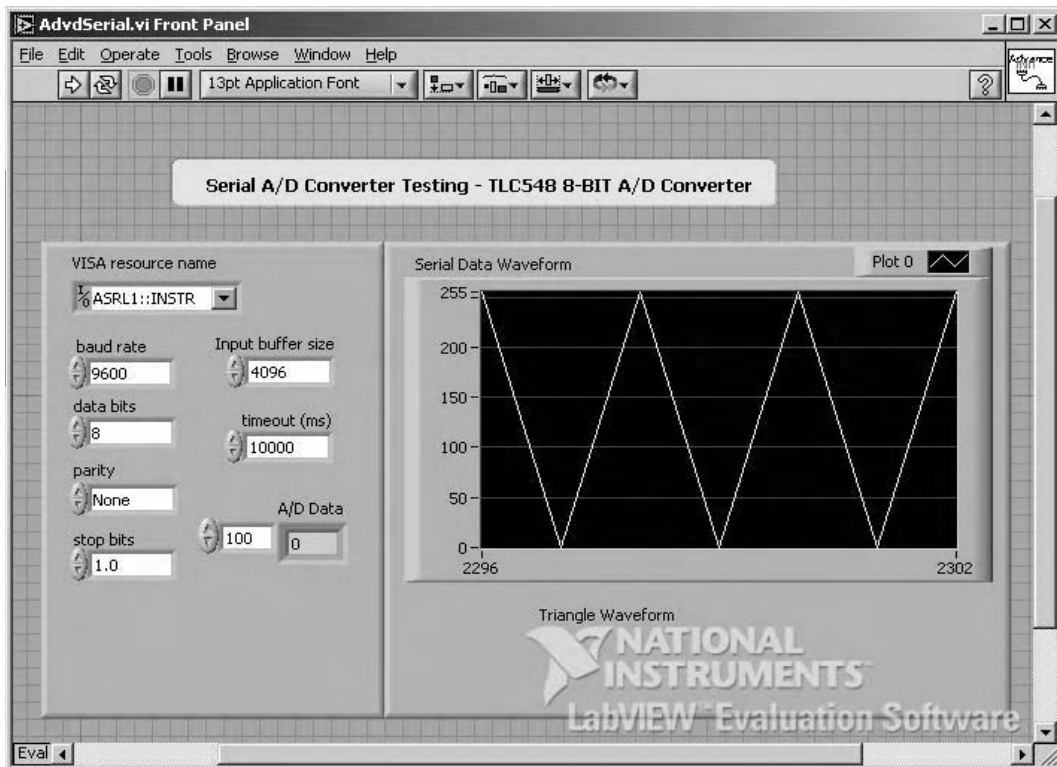 AdvdSerial.vi Front Panel
File Edit Operate Tools Browse Window Help
13pt Application Font
?
Serial A/D Converter Testing - TLC548 8-BIT A/D Converter
VISA resource name
ASRL1::INSTR
baud rate
9600
Input buffer size
4096
data bits
8
timeout (ms)
10000
parity
None
A/D Data
100
0
stop bits
1.0
Serial Data Waveform
Plot 0
255
200
150
100
50
0
2296
2302
Triangle Waveform
NATIONAL
INSTRUMENTS™
LabVIEW™ Evaluation Software
Eval